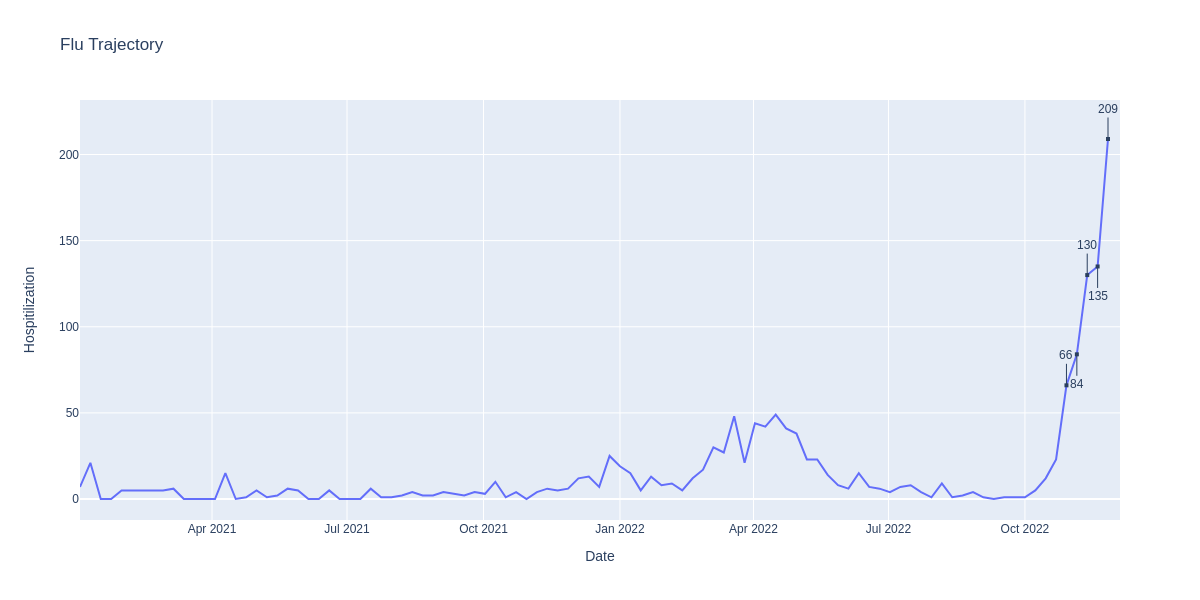 Flu Trajectory
209
200
150
130
135
100
66
84
50
0
Hospitilization
Apr 2021
Jul 2021
Oct 2021
Jan 2022
Apr 2022
Jul 2022
Oct 2022
Date